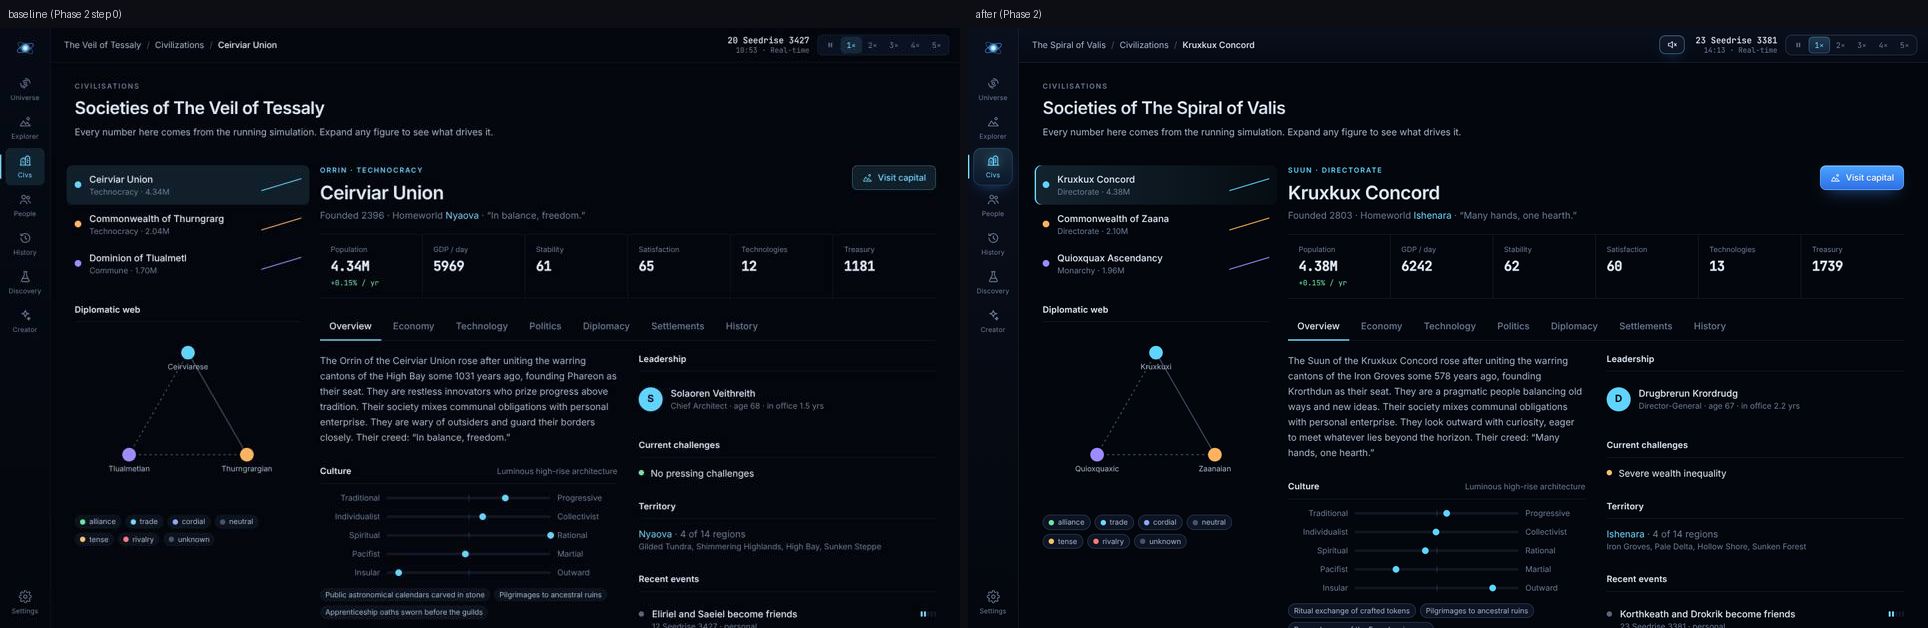 baseline (Phase 2 step 0)
The Veil of Tessaly / Civilizations / Ceirviar Union
20 Seedrise 3427
10:53 · Real-time
1× 2× 3× 4× 5×
Universe
Explorer
Civs
People
History
Discovery
Creator
Settings
CIVILISATIONS
Societies of The Veil of Tessaly
Every number here comes from the running simulation. Expand any figure to see what drives it.
Ceirviar Union
Technocracy · 4.34M
Commonwealth of Thurngrarg
Technocracy · 2.04M
Dominion of Tlualmetl
Commune · 1.70M
Diplomatic web
Ceirviarese
Tlualmetlan
Thurngrargian
alliance trade cordial neutral
tense rivalry unknown
ORRIN · TECHNOCRACY
Ceirviar Union
Founded 2396 · Homeworld Nyaova · “In balance, freedom.”
Visit capital
Population GDP / day Stability Satisfaction Technologies Treasury
4.34M 5969 61 65 12 1181
+0.15% / yr
Overview Economy Technology Politics Diplomacy Settlements History
The Orrin of the Ceirviar Union rose after uniting the warring
cantons of the High Bay some 1031 years ago, founding Phareon as
their seat. They are restless innovators who prize progress above
tradition. Their society mixes communal obligations with personal
enterprise. They are wary of outsiders and guard their borders
closely. Their creed: “In balance, freedom.”
Culture Luminous high-rise architecture
Traditional Progressive
Individualist Collectivist
Spiritual Rational
Pacifist Martial
Insular Outward
Public astronomical calendars carved in stone Pilgrimages to ancestral ruins
Apprenticeship oaths sworn before the guilds
Leadership
S
Solaoren Veithreith
Chief Architect · age 68 · in office 1.5 yrs
Current challenges
No pressing challenges
Territory
Nyaova · 4 of 14 regions
Gilded Tundra, Shimmering Highlands, High Bay, Sunken Steppe
Recent events
Eliriel and Saeiel become friends
12 Seedrise 3427 · personal
after (Phase 2)
The Spiral of Valis / Civilizations / Kruxkux Concord
23 Seedrise 3381
14:13 · Real-time
1× 2× 3× 4× 5×
Universe
Explorer
Civs
People
History
Discovery
Creator
Settings
CIVILISATIONS
Societies of The Spiral of Valis
Every number here comes from the running simulation. Expand any figure to see what drives it.
Kruxkux Concord
Directorate · 4.38M
Commonwealth of Zaana
Directorate · 2.10M
Quioxquax Ascendancy
Monarchy · 1.96M
Diplomatic web
Kruxkuxi
Quioxquaxic
Zaanaian
alliance trade cordial neutral
tense rivalry unknown
SUUN · DIRECTORATE
Kruxkux Concord
Founded 2803 · Homeworld Ishenara · “Many hands, one hearth.”
Visit capital
Population GDP / day Stability Satisfaction Technologies Treasury
4.38M 6242 62 60 13 1739
+0.15% / yr
Overview Economy Technology Politics Diplomacy Settlements History
The Suun of the Kruxkux Concord rose after uniting the warring
cantons of the Iron Groves some 578 years ago, founding
Korthdun as their seat. They are a pragmatic people balancing old
ways and new ideas. Their society mixes communal obligations
with personal enterprise. They look outward with curiosity, eager
to meet whatever lies beyond the horizon. Their creed: “Many
hands, one hearth.”
Culture Luminous high-rise architecture
Traditional Progressive
Individualist Collectivist
Spiritual Rational
Pacifist Martial
Insular Outward
Ritual exchange of crafted tokens Pilgrimages to ancestral ruins
Leadership
D
Drugbrerun Krordrudg
Director-General · age 67 · in office 2.2 yrs
Current challenges
Severe wealth inequality
Territory
Ishenara · 4 of 14 regions
Iron Groves, Pale Delta, Hollow Shore, Sunken Forest
Recent events
Korthkeath and Drokrik become friends
23 Seedrise 3381 · personal